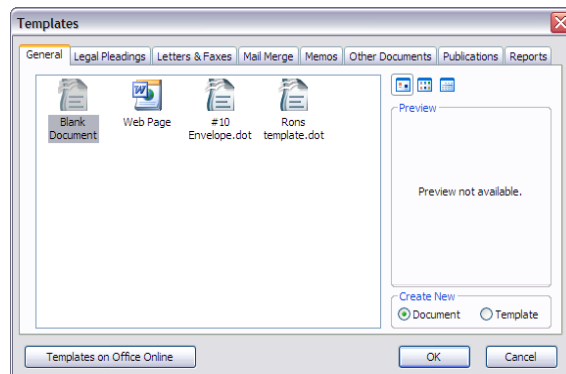 Templates
General Legal Pleadings Letters & Faxes Mail Merge Memos Other Documents Publications Reports
Blank Document
Web Page
#10 Envelope.dot
Rons template.dot
Preview
Preview not available.
Create New
Document Template
Templates on Office Online OK Cancel